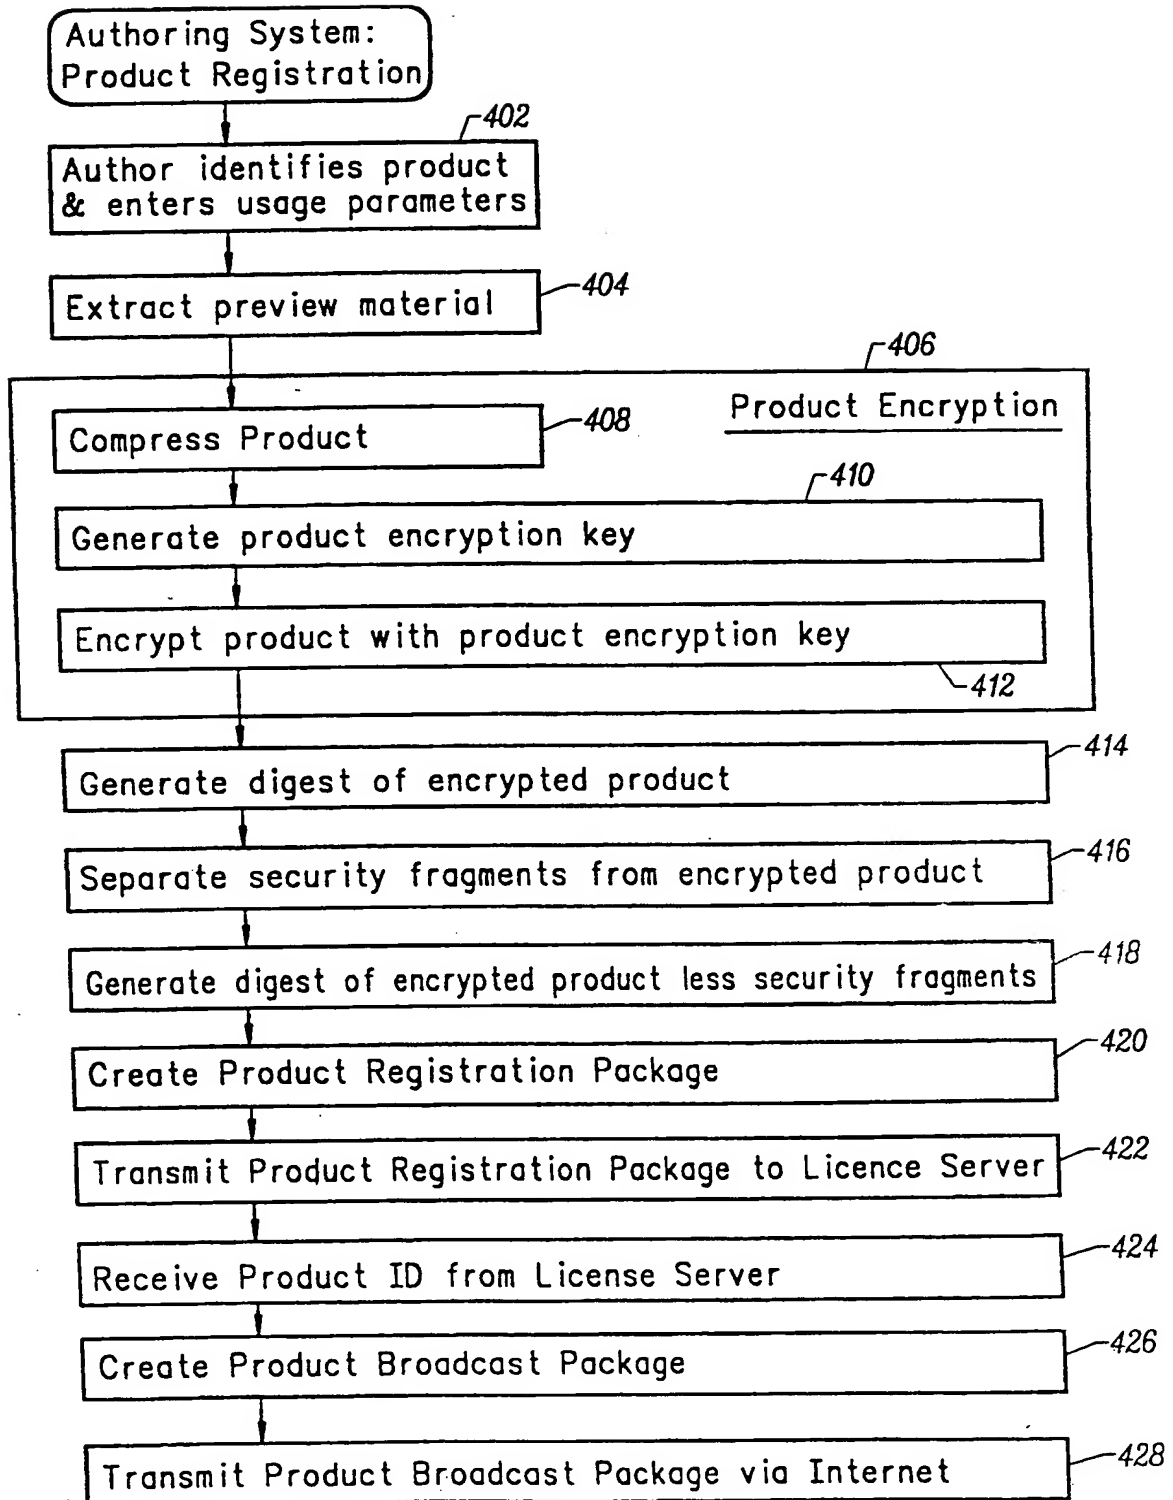 Authoring System:
Product Registration
402
Author identifies product
& enters usage parameters
Extract preview material
404
406
Product Encryption
Compress Product
408
410
Generate product encryption key
Encrypt product with product encryption key
412
Generate digest of encrypted product
414
Separate security fragments from encrypted product
416
Generate digest of encrypted product less security fragments
418
Create Product Registration Package
420
Transmit Product Registration Package to Licence Server
422
Receive Product ID from License Server
424
Create Product Broadcast Package
426
Transmit Product Broadcast Package via Internet
428